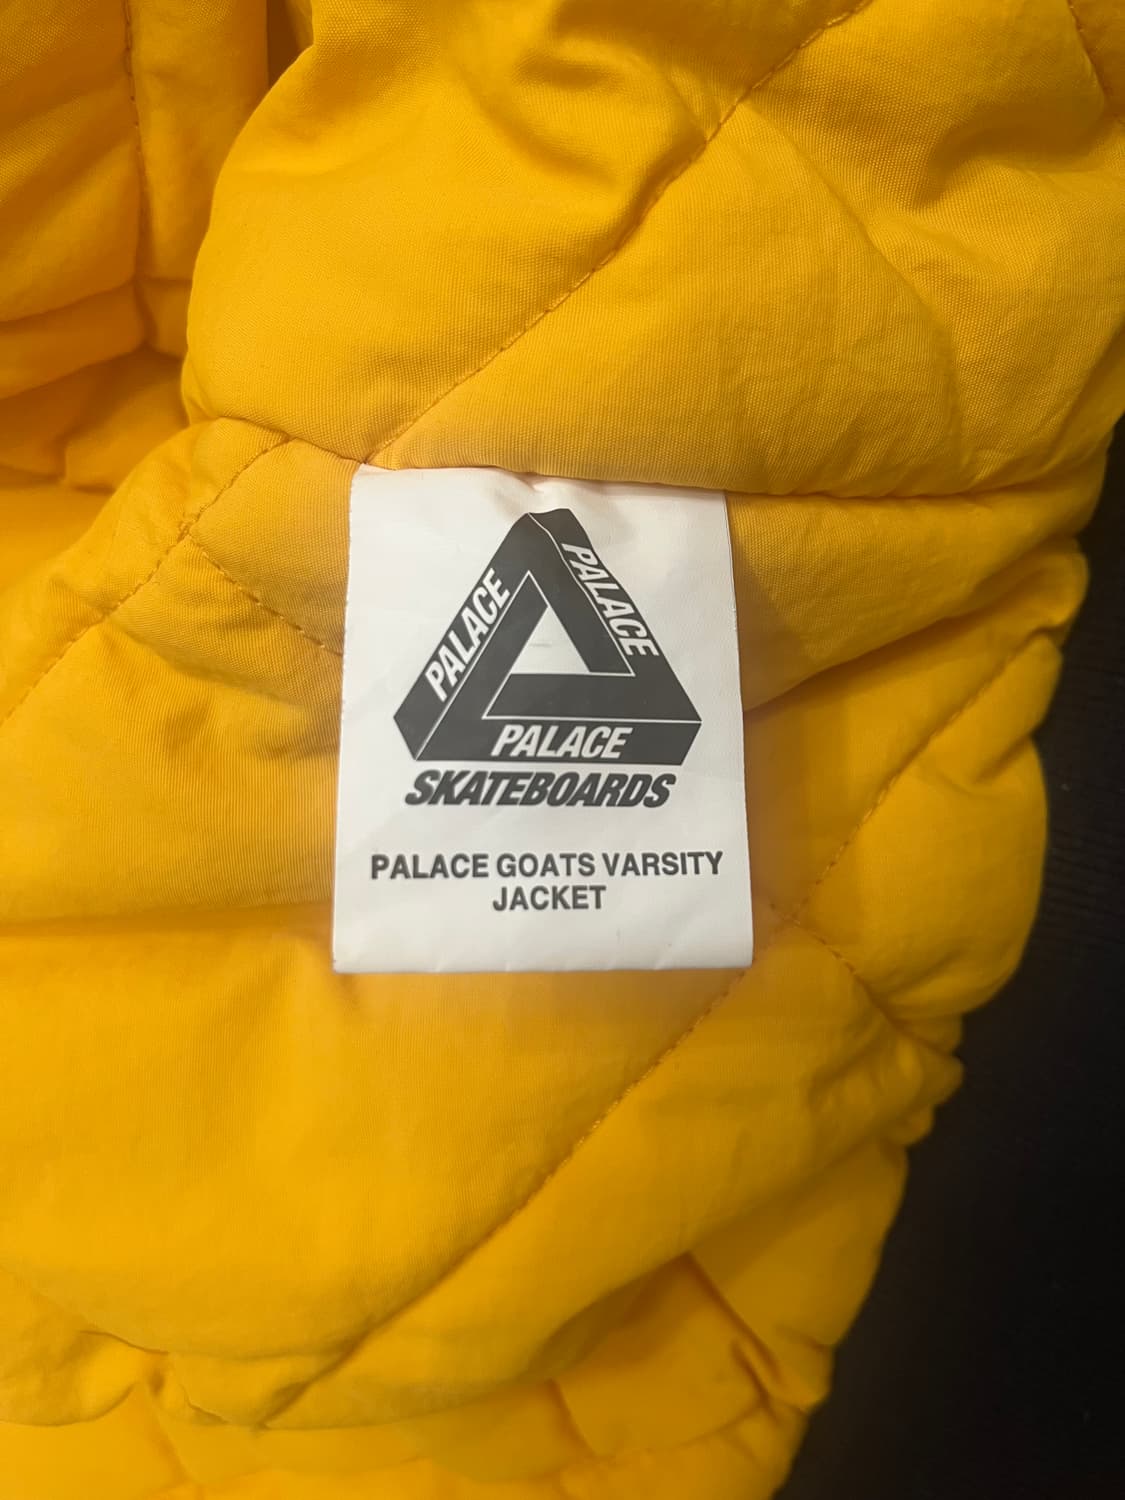 PALACE
PALACE
PALACE
SKATEBOARDS
PALACE GOATS VARSITY
JACKET